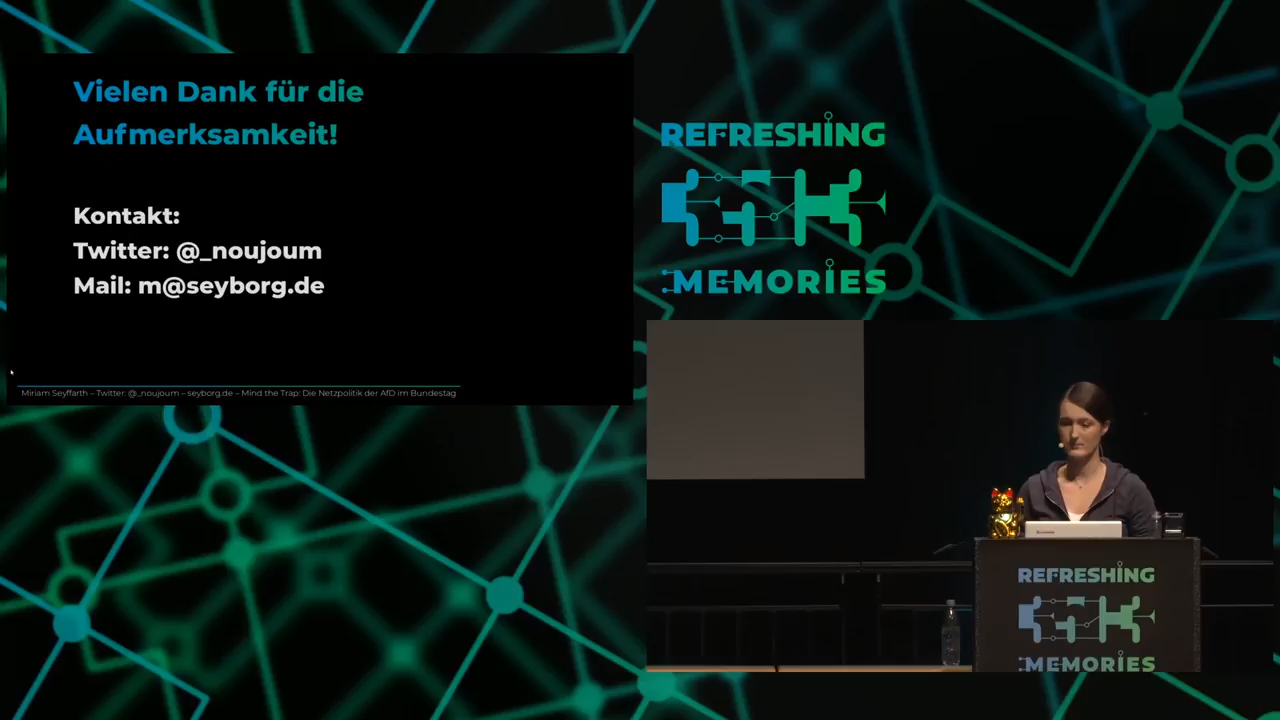 Vielen Dank für die
Aufmerksamkeit!
Kontakt:
Twitter: @_noujoum
Mail: m@seyborg.de
Miriam Seyffarth – Twitter: @_noujoum – seyborg.de – Mind the Trap: Die Netzpolitik der AfD im Bundestag
REFRESHING
MEMORIES
REFRESHING
MEMORIES